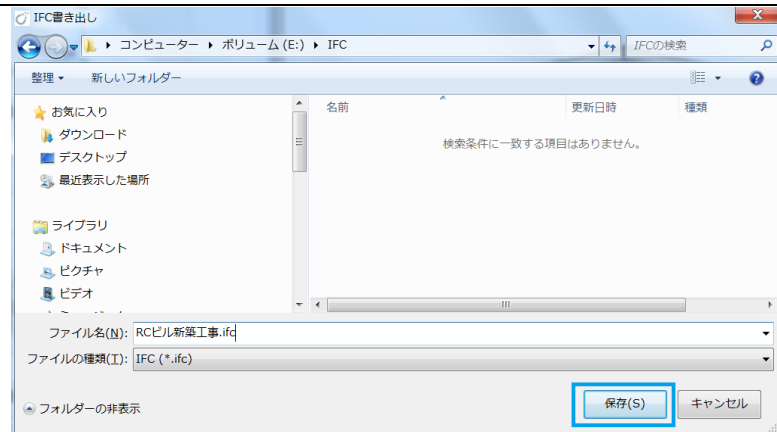 IFC書き出し
コンピューター ▸ ボリューム (E:) ▸ IFC
IFCの検索
整理 新しいフォルダー
お気に入り
ダウンロード
デスクトップ
最近表示した場所
ライブラリ
ドキュメント
ピクチャ
ビデオ
名前 更新日時 種類
検索条件に一致する項目はありません。
ファイル名(N): RCビル新築工事.ifc
ファイルの種類(T): IFC (*.ifc)
フォルダーの非表示
保存(S) キャンセル